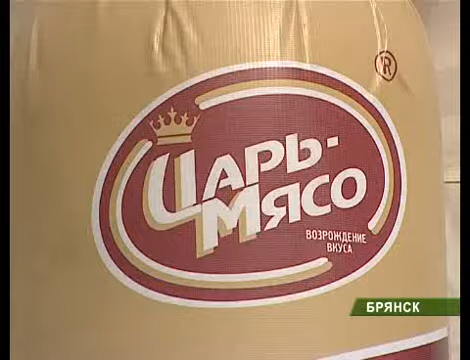 ®
ЦАРЬ-
МЯСО
ВОЗРОЖДЕНИЕ
ВКУСА
БРЯНСК